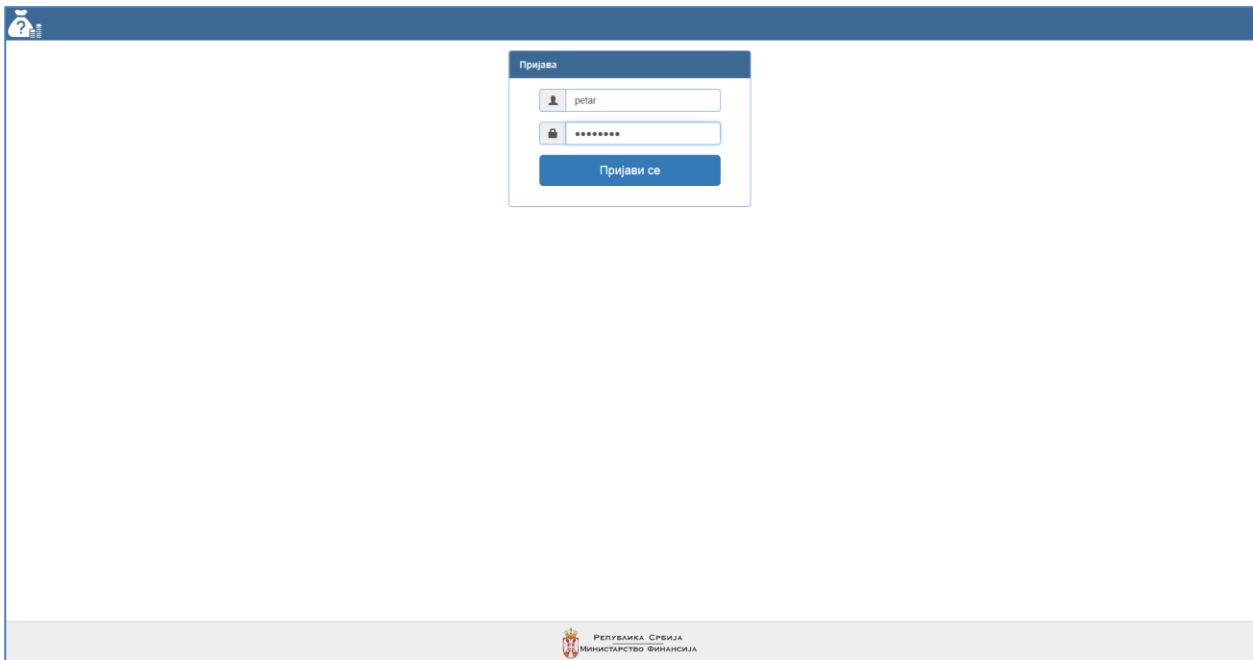 ?
Пријава
petar
••••••••
Пријави се
Република Србија
Министарство Финансија